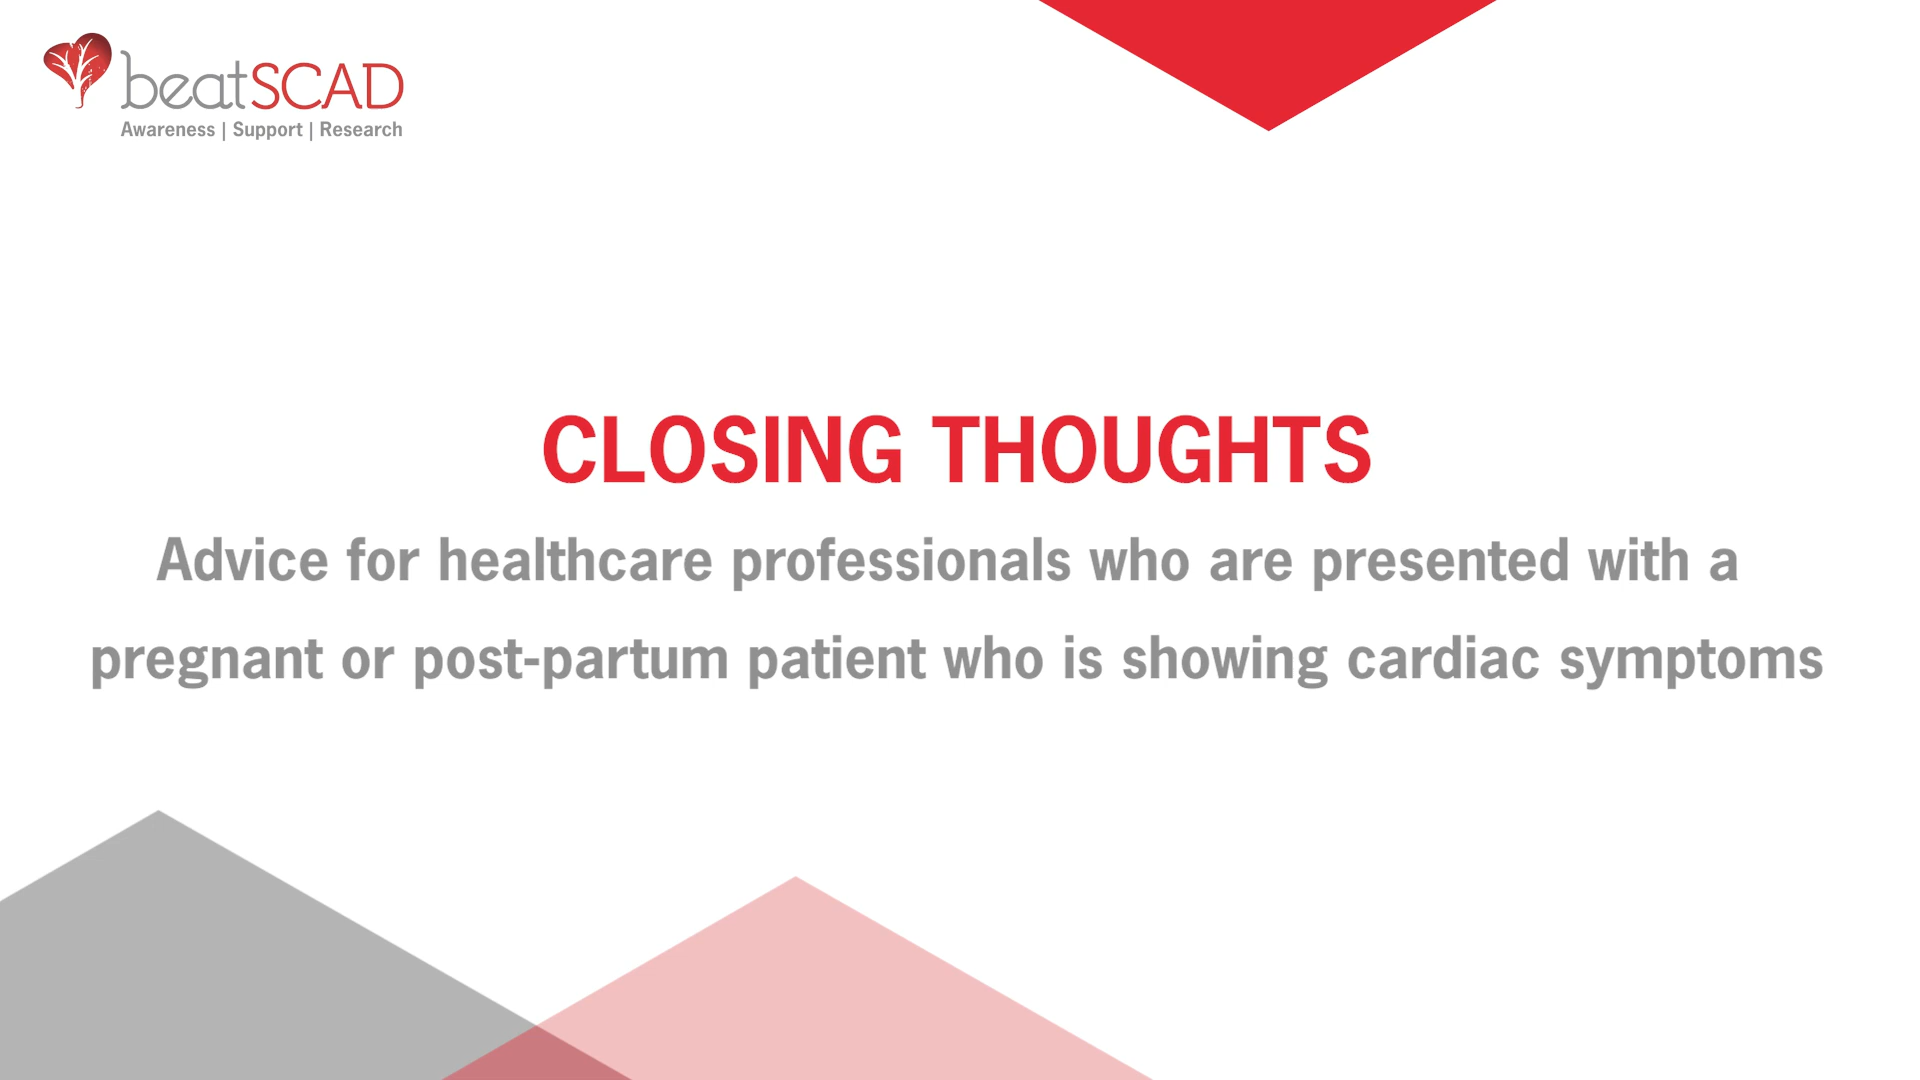 beatSCAD
Awareness | Support | Research
CLOSING THOUGHTS
Advice for healthcare professionals who are presented with a
pregnant or post-partum patient who is showing cardiac symptoms